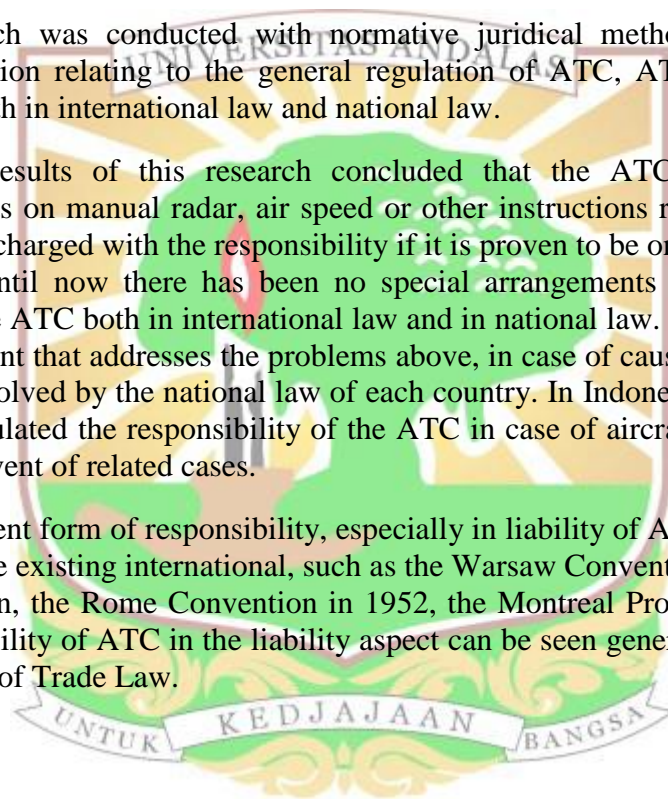 ch was conducted with normative juridical metho
UNIVERSITAS ANDALAS
ion relating to the general regulation of ATC, AT
th in international law and national law.
esults of this research concluded that the ATC
s on manual radar, air speed or other instructions r
charged with the responsibility if it is proven to be or
ntil now there has been no special arrangements
ATC both in international law and in national law.
nt that addresses the problems above, in case of caus
olved by the national law of each country. In Indone
ulated the responsibility of the ATC in case of aircra
vent of related cases.
ent form of responsibility, especially in liability of A
e existing international, such as the Warsaw Convent
n, the Rome Convention in 1952, the Montreal Pro
bility of ATC in the liability aspect can be seen gener
of Trade Law.
UNTUK KEDJAJAAN BANGSA